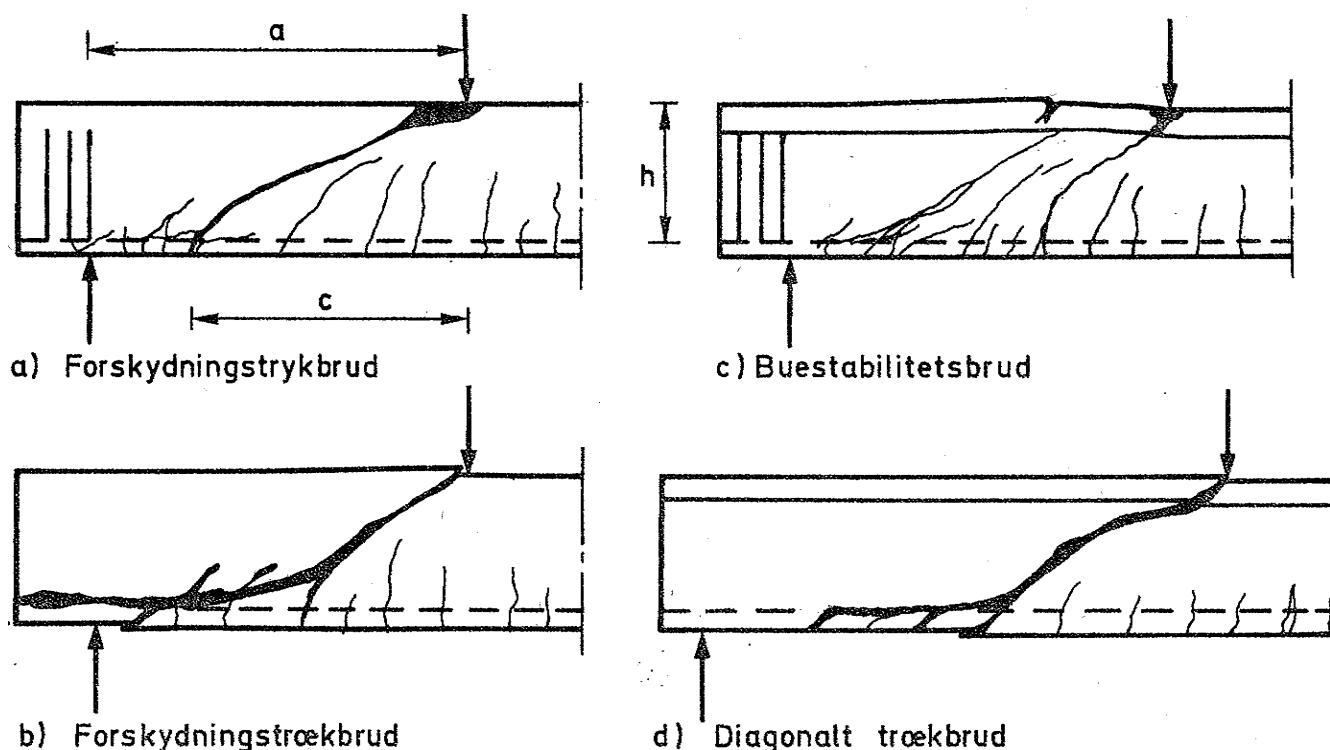 a
h
c
a) Forskydningstrykbrud
c) Buestabilitetsbrud
b) Forskydningstrækbrud
d) Diagonalt trækbrud